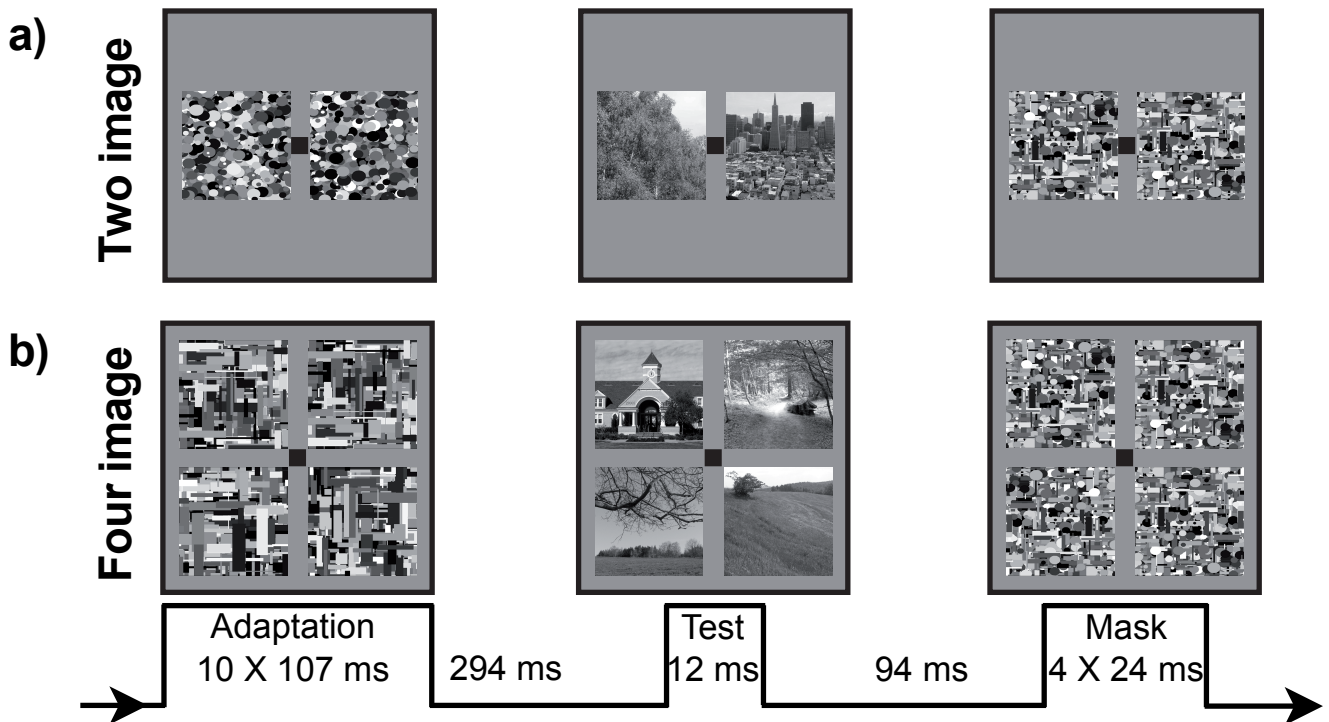 a)
Two image
b)
Four image
Adaptation
10 X 107 ms
294 ms
Test
12 ms
94 ms
Mask
4 X 24 ms